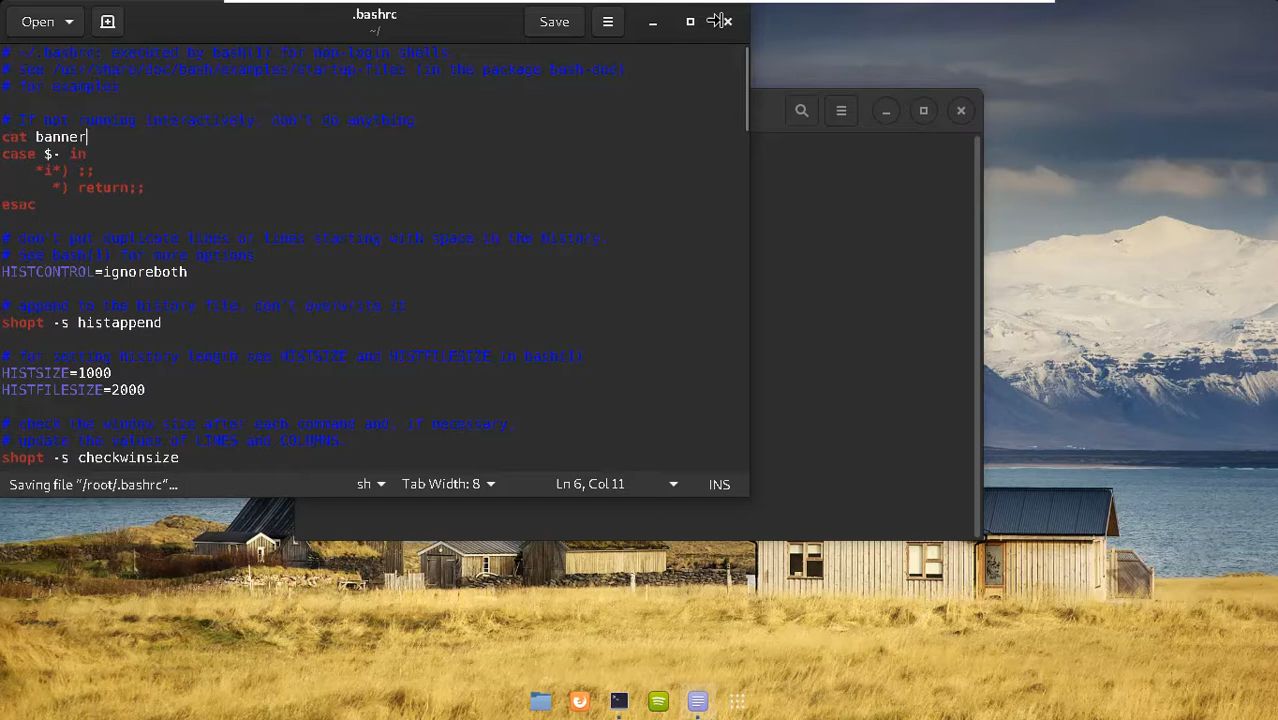 Open
.bashrc
~/
Save
# ~/.bashrc: executed by bash(1) for non-login shells.
# see /usr/share/doc/bash/examples/startup-files (in the package bash-doc)
# for examples
# If not running interactively, don't do anything
cat banner
case $- in
*i*) ;;
*) return;;
esac
# don't put duplicate lines or lines starting with space in the history.
# See bash(1) for more options
HISTCONTROL=ignoreboth
# append to the history file, don't overwrite it
shopt -s histappend
# for setting history length see HISTSIZE and HISTFILESIZE in bash(1)
HISTSIZE=1000
HISTFILESIZE=2000
# check the window size after each command and, if necessary,
# update the values of LINES and COLUMNS.
shopt -s checkwinsize
Saving file “/root/.bashrc”...
sh
Tab Width: 8
Ln 6, Col 11
INS